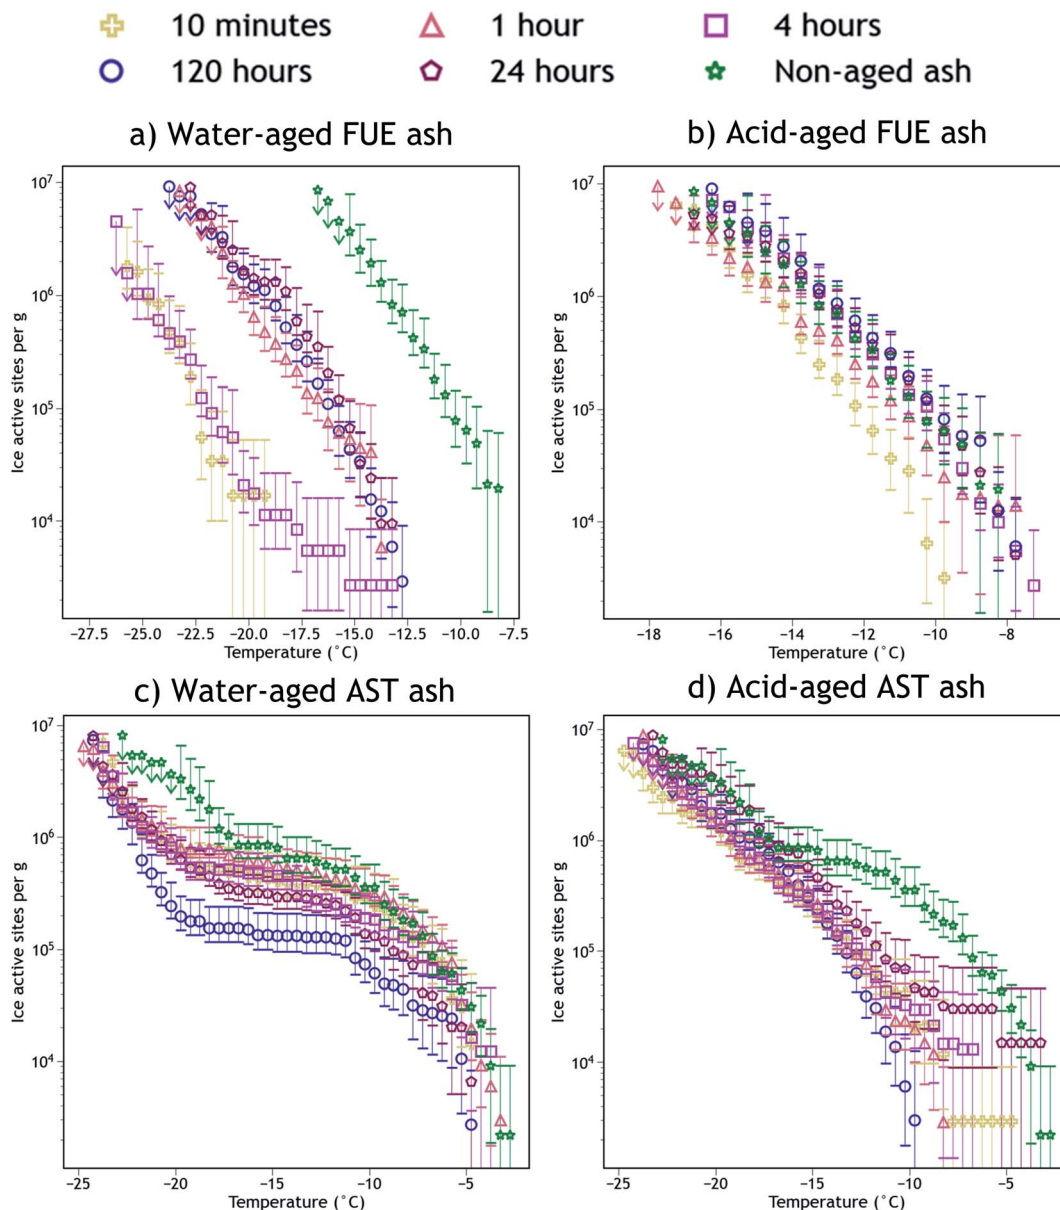 10 minutes 1 hour 4 hours
120 hours 24 hours Non-aged ash
a) Water-aged FUE ash b) Acid-aged FUE ash
10⁷
10⁶
10⁵
10⁴
Ice active sites per g
−27.5 −25.0 −22.5 −20.0 −17.5 −15.0 −12.5 −10.0 −7.5
Temperature (°C)
10⁷
10⁶
10⁵
10⁴
Ice active sites per g
−18 −16 −14 −12 −10 −8
Temperature (°C)
c) Water-aged AST ash d) Acid-aged AST ash
10⁷
10⁶
10⁵
10⁴
Ice active sites per g
−25 −20 −15 −10 −5
Temperature (°C)
10⁷
10⁶
10⁵
10⁴
Ice active sites per g
−25 −20 −15 −10 −5
Temperature (°C)